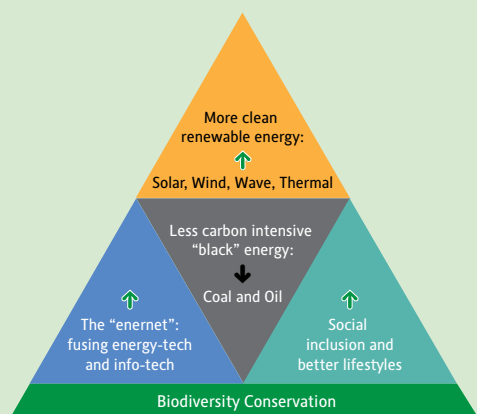 More clean
renewable energy:
Solar, Wind, Wave, Thermal
Less carbon intensive
“black” energy:
Coal and Oil
The “enernet”:
fusing energy-tech
and info-tech
Social
inclusion and
better lifestyles
Biodiversity Conservation